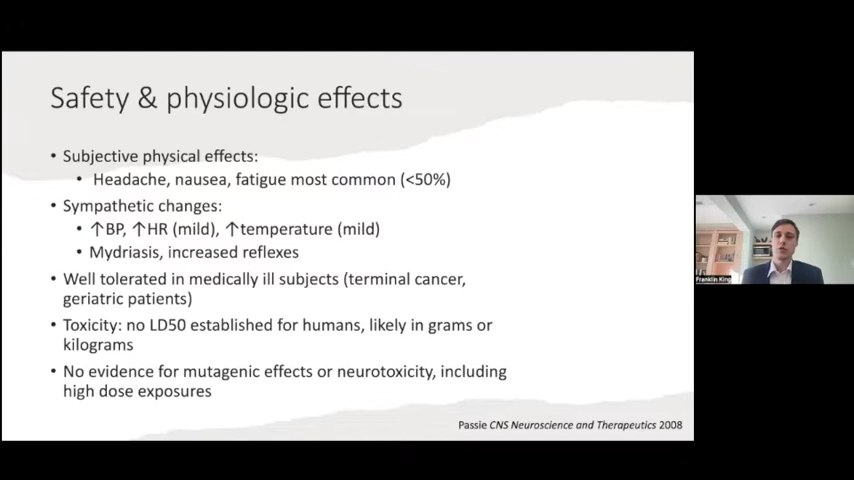 Safety & physiologic effects
• Subjective physical effects:
• Headache, nausea, fatigue most common (<50%)
• Sympathetic changes:
• ↑BP, ↑HR (mild), ↑temperature (mild)
• Mydriasis, increased reflexes
• Well tolerated in medically ill subjects (terminal cancer,
geriatric patients)
• Toxicity: no LD50 established for humans, likely in grams or
kilograms
• No evidence for mutagenic effects or neurotoxicity, including
high dose exposures
Passie CNS Neuroscience and Therapeutics 2008
Franklin King